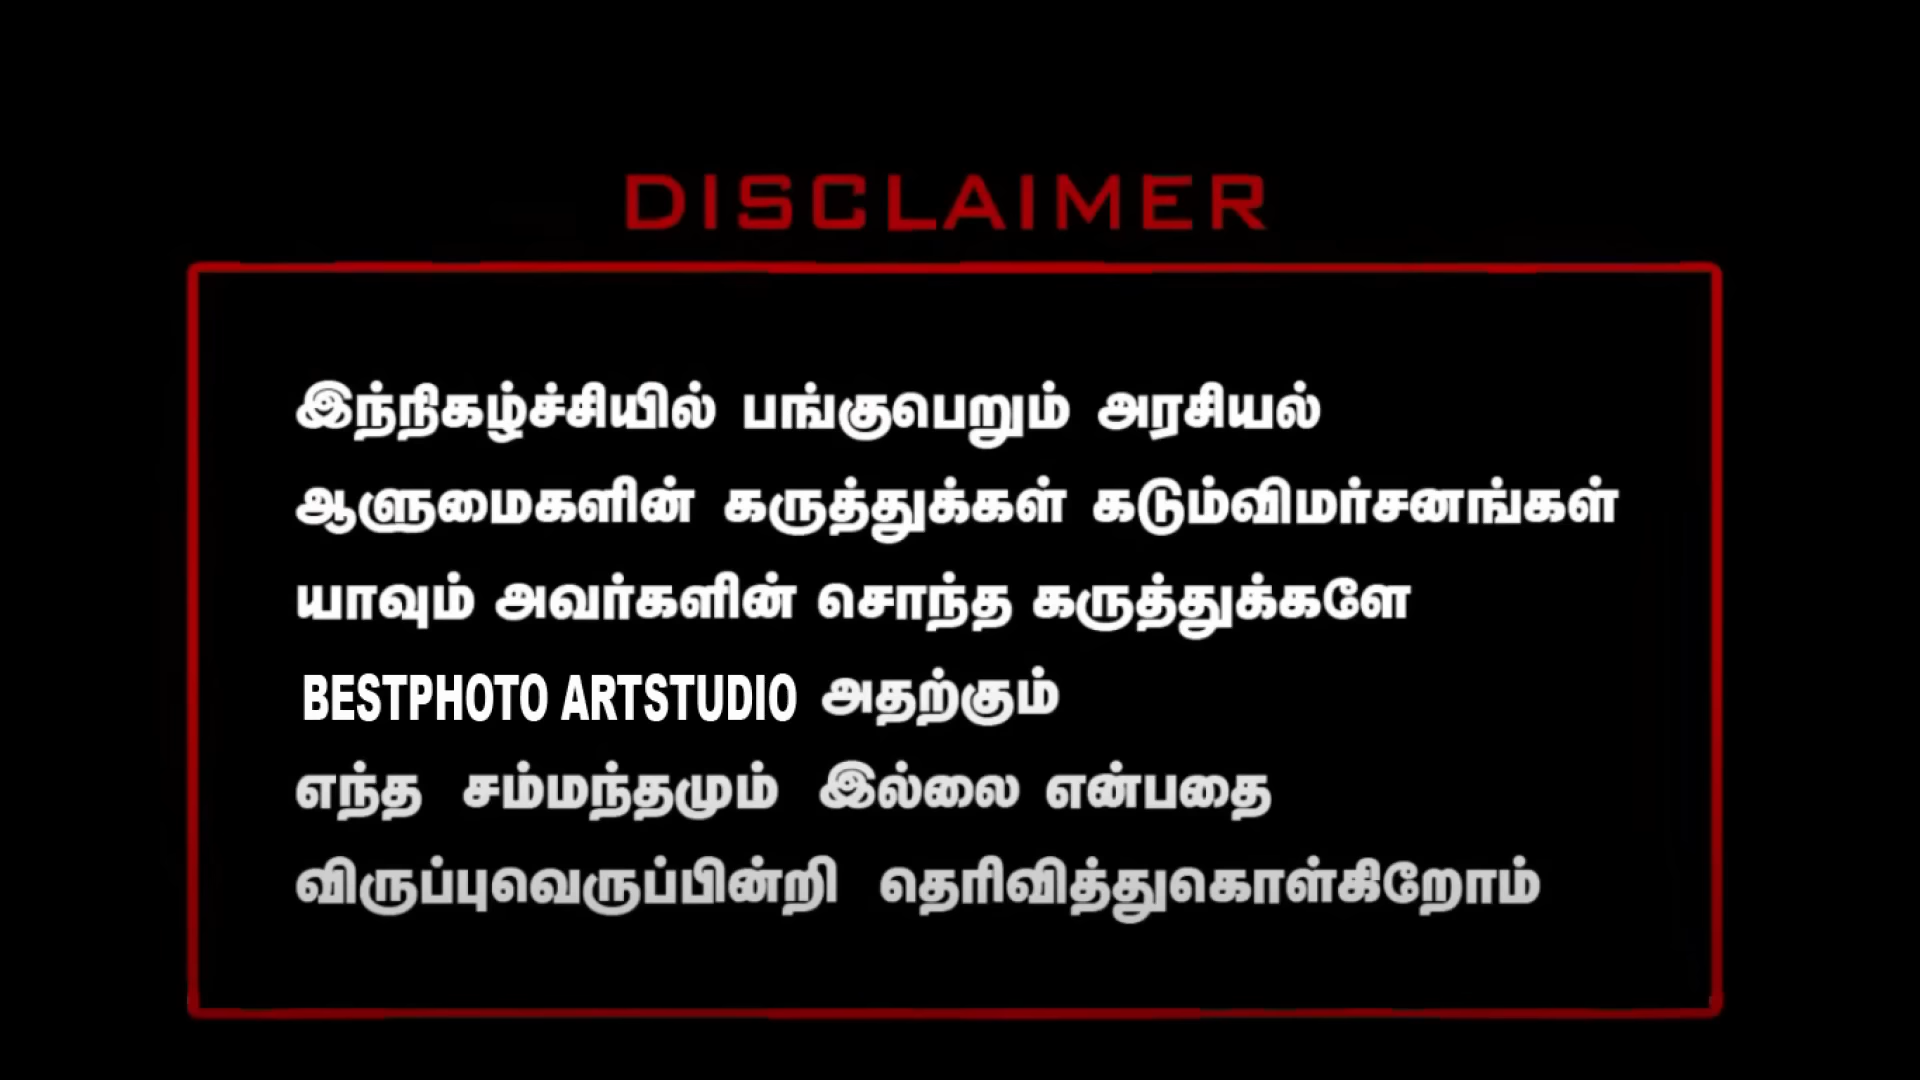 DISCLAIMER
இந்நிகழ்ச்சியில் பங்குபெறும் அரசியல்
ஆளுமைகளின் கருத்துக்கள் கடும்விமர்சனங்கள்
யாவும் அவர்களின் சொந்த கருத்துக்களே
BESTPHOTO ARTSTUDIO அதற்கும்
எந்த சம்மந்தமும் இல்லை என்பதை
விருப்புவெருப்பின்றி தெரிவித்துகொள்கிறோம்